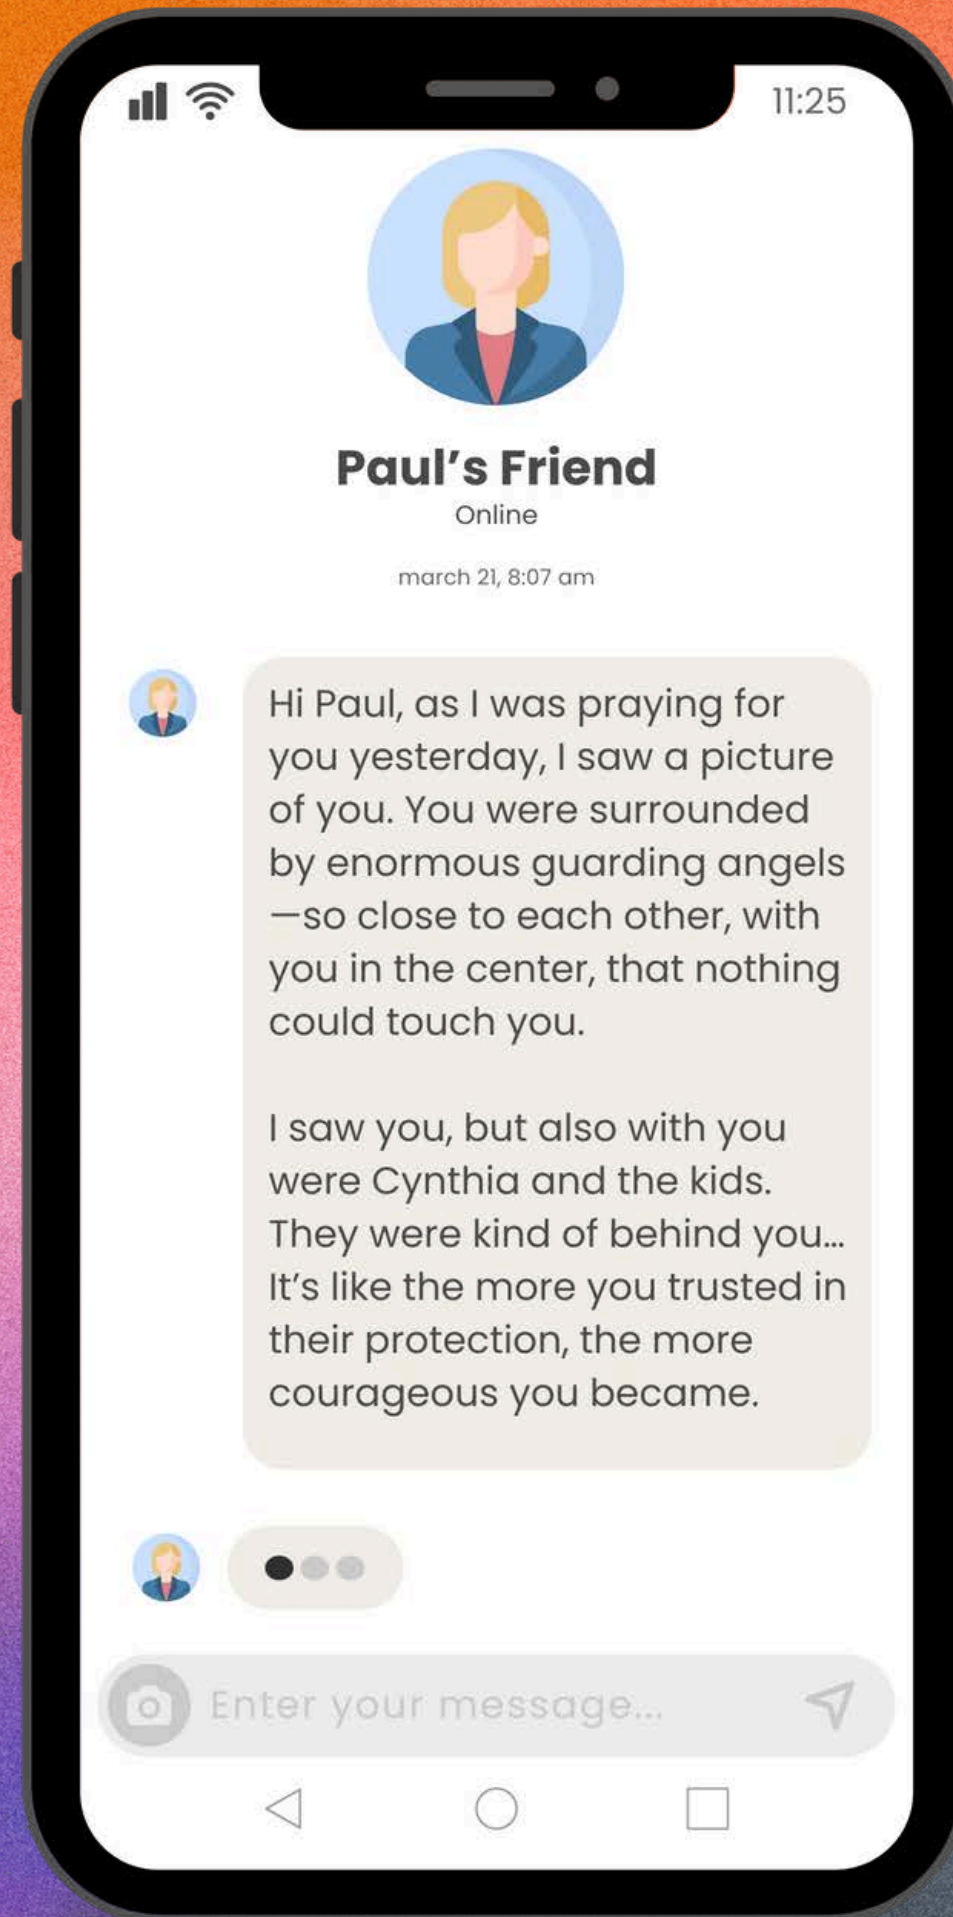 11:25
Paul’s Friend
Online
march 21, 8:07 am
Hi Paul, as I was praying for
you yesterday, I saw a picture
of you. You were surrounded
by enormous guarding angels
—so close to each other, with
you in the center, that nothing
could touch you.
I saw you, but also with you
were Cynthia and the kids.
They were kind of behind you...
It’s like the more you trusted in
their protection, the more
courageous you became.
Enter your message...